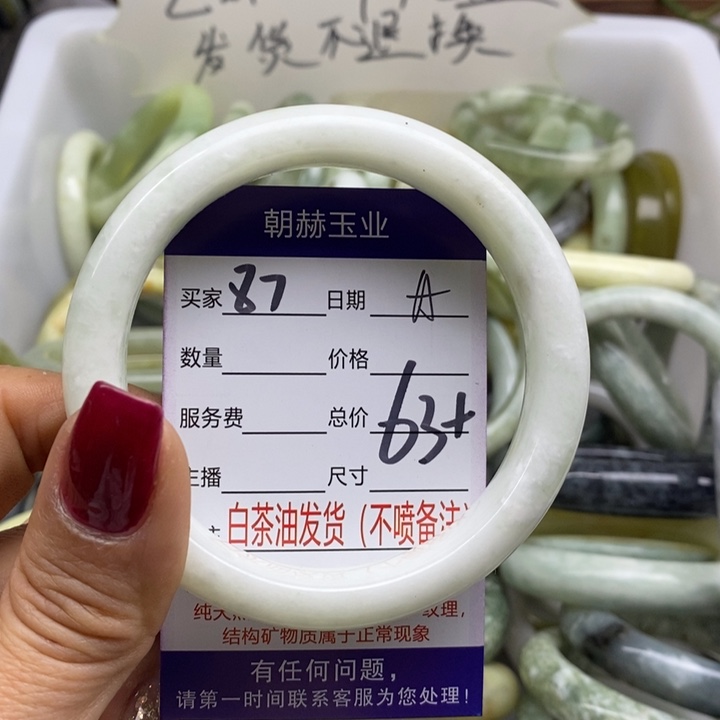 发货不退换
朝赫玉业
买家 87 日期 A
数量 价格
服务费 总价 63+
主播 尺寸
白茶油发货（不喷备注）
纹理，
结构矿物质属于正常现象
有任何问题，
请第一时间联系客服为您处理！